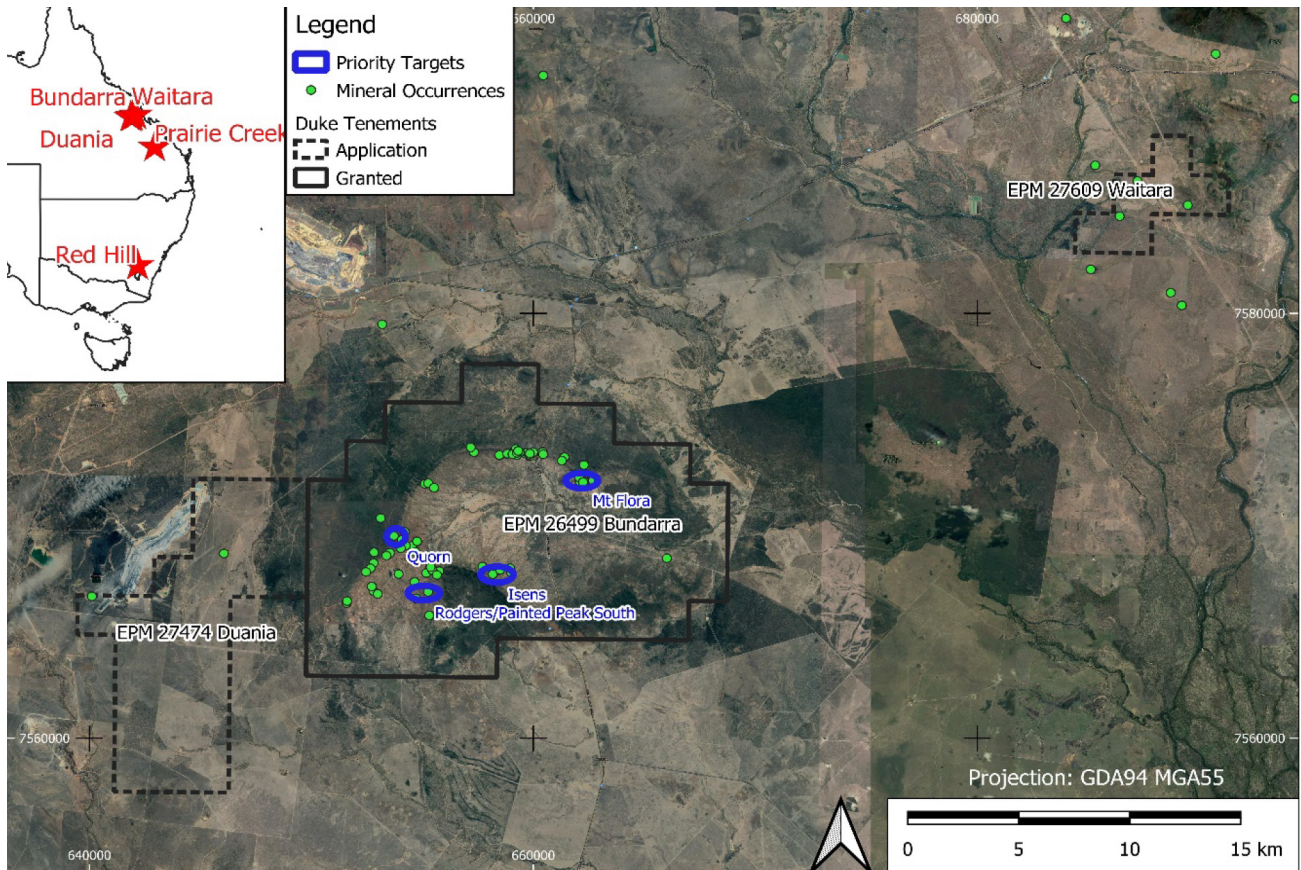 Legend
Priority Targets
Mineral Occurrences
Duke Tenements
Application
Granted
Bundarra Waitara
Duania
Prairie Creek
Red Hill
560000
680000
EPM 27609 Waitara
7580000
Mt Flora
EPM 26499 Bundarra
Quorn
Isens
Rodgers/Painted Peak South
EPM 27474 Duania
7560000
7560000
Projection: GDA94 MGA55
640000
660000
0
5
10
15 km